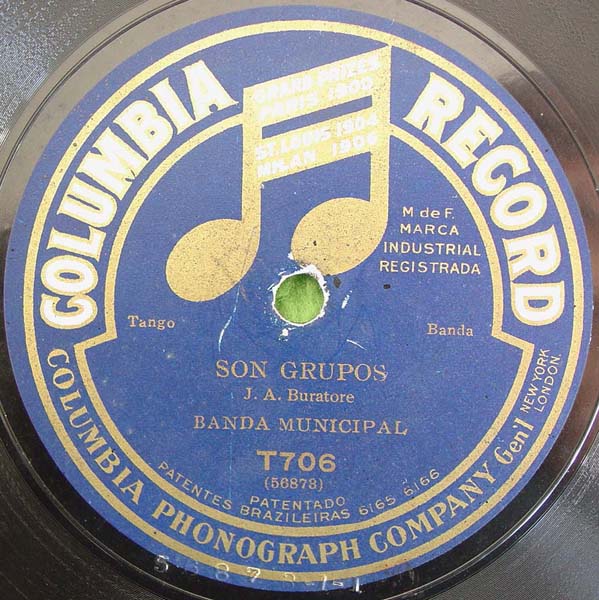 COLUMBIA RECORD
GRAND PRIZES
PARIS 1900
ST. LOUIS 1904
MILAN 1906
M de F.
MARCA
INDUSTRIAL
REGISTRADA
Tango
Banda
SON GRUPOS
J. A. Buratore
BANDA MUNICIPAL
T706
(56873)
PATENTADO
PATENTES BRAZILEIRAS 6165 6166
COLUMBIA PHONOGRAPH COMPANY Gen'l NEW YORK
LONDON.